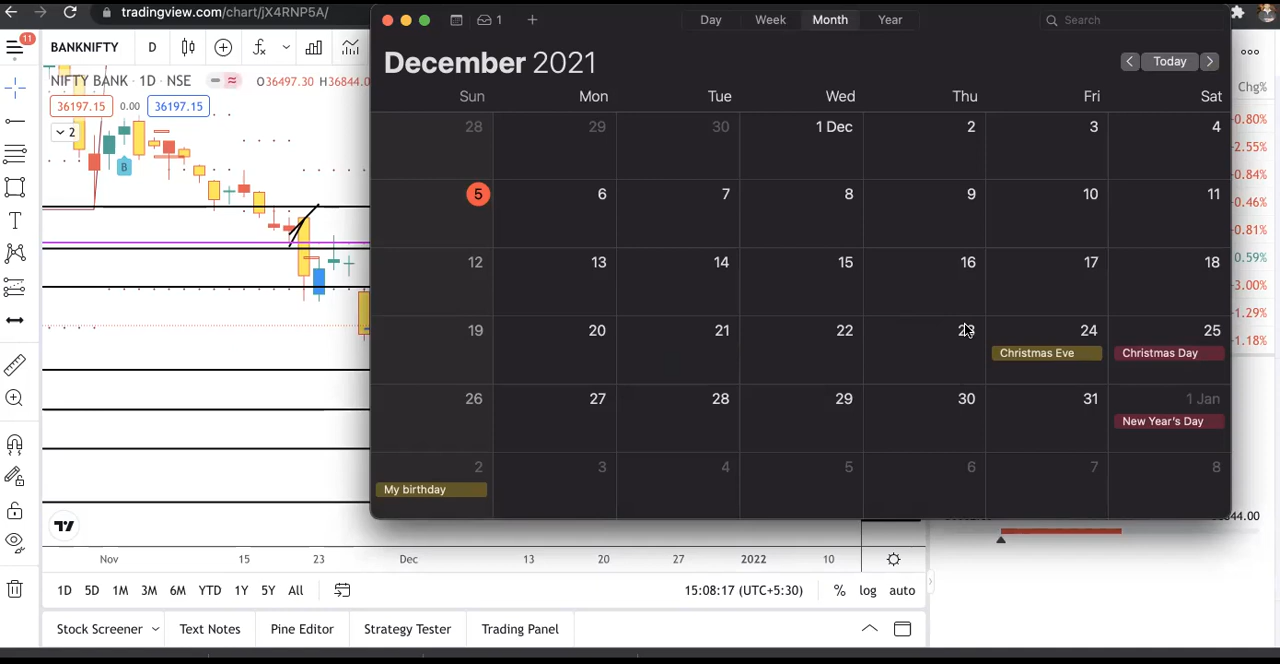 tradingview.com/chart/jX4RNP5A/
1
Day
Week
Month
Year
Search
11
BANKNIFTY
D
December 2021
Today
NIFTY BANK · 1D · NSE
O36497.30 H36844.0
Chg%
36197.15
0.00
36197.15
2
B
Sun Mon Tue Wed Thu Fri Sat
28 29 30 1 Dec 2 3 4
5 6 7 8 9 10 11
12 13 14 15 16 17 18
19 20 21 22 23 24 25
Christmas Eve
Christmas Day
26 27 28 29 30 31 1 Jan
New Year's Day
2 3 4 5 6 7 8
My birthday
0.80%
2.55%
0.84%
0.46%
0.81%
0.59%
3.00%
1.29%
1.18%
844.00
Nov 15 23 Dec 13 20 27 2022 10
1D 5D 1M 3M 6M YTD 1Y 5Y All
15:08:17 (UTC+5:30)
% log auto
Stock Screener
Text Notes
Pine Editor
Strategy Tester
Trading Panel